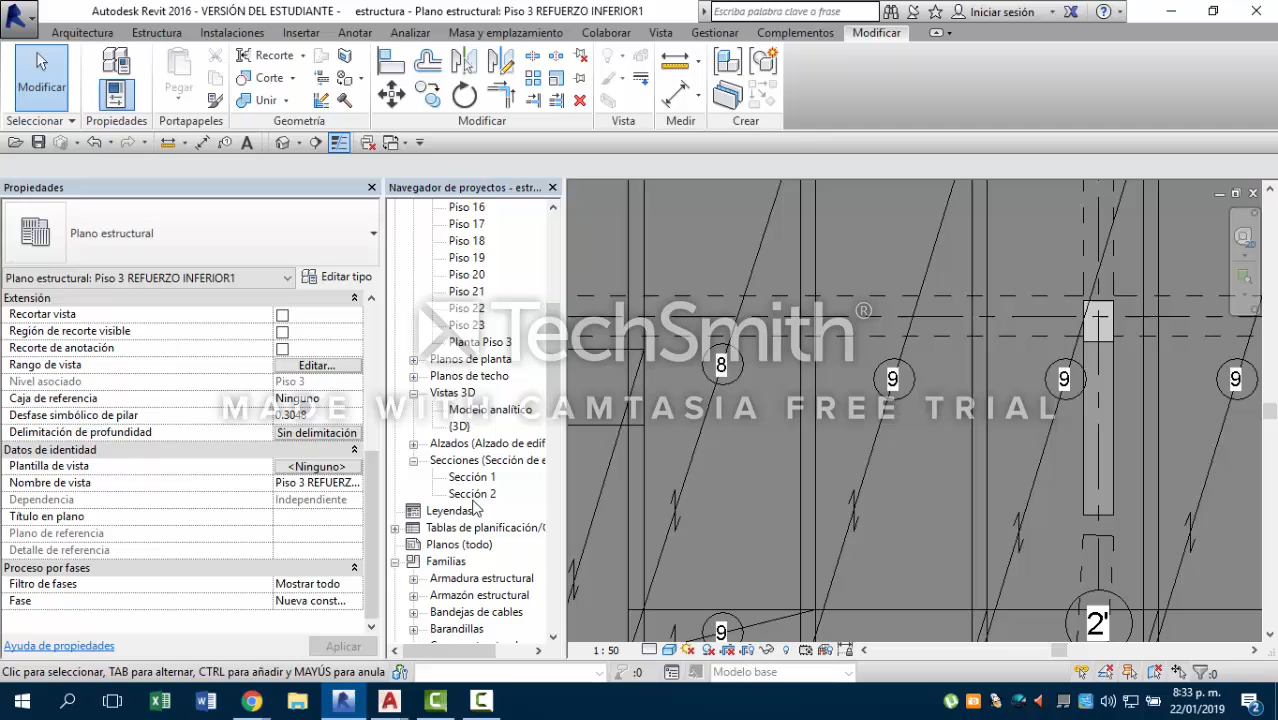 Autodesk Revit 2016 - VERSIÓN DEL ESTUDIANTE - estructura - Plano estructural: Piso 3 REFUERZO INFERIOR1
Escriba palabra clave o frase
Iniciar sesión
Arquitectura Estructura Instalaciones Insertar Anotar Analizar Masa y emplazamiento Colaborar Vista Gestionar Complementos Modificar
Recorte
Corte
Unir
Modificar
Pegar
Seleccionar Propiedades Portapapeles Geometría Modificar Vista Medir Crear
Propiedades
Plano estructural
Plano estructural: Piso 3 REFUERZO INFERIOR1
Editar tipo
Extensión
Recortar vista
Región de recorte visible
Recorte de anotación
Rango de vista Editar...
Nivel asociado Piso 3
Caja de referencia Ninguno
Desfase simbólico de pilar 0.3048
Delimitación de profundidad Sin delimitación
Datos de identidad
Plantilla de vista <Ninguno>
Nombre de vista Piso 3 REFUERZ...
Dependencia Independiente
Título en plano
Plano de referencia
Detalle de referencia
Proceso por fases
Filtro de fases Mostrar todo
Fase Nueva const...
Ayuda de propiedades
Aplicar
Navegador de proyectos - estr...
Piso 16
Piso 17
Piso 18
Piso 19
Piso 20
Piso 21
Piso 22
Piso 23
Planta Piso 3
Planos de planta
Planos de techo
Vistas 3D
Modelo analítico
{3D}
Alzados (Alzado de edif
Secciones (Sección de e
Sección 1
Sección 2
Leyendas
Tablas de planificación/C
Planos (todo)
Familias
Armadura estructural
Armazón estructural
Bandejas de cables
Barandillas
TechSmith®
MADE WITH CAMTASIA FREE TRIAL
8
9
9
9
9
2'
2D
1 : 50
Clic para seleccionar, TAB para alternar, CTRL para añadir y MAYÚS para anula
:0
Modelo base
:0
8:33 p. m.
22/01/2019
2